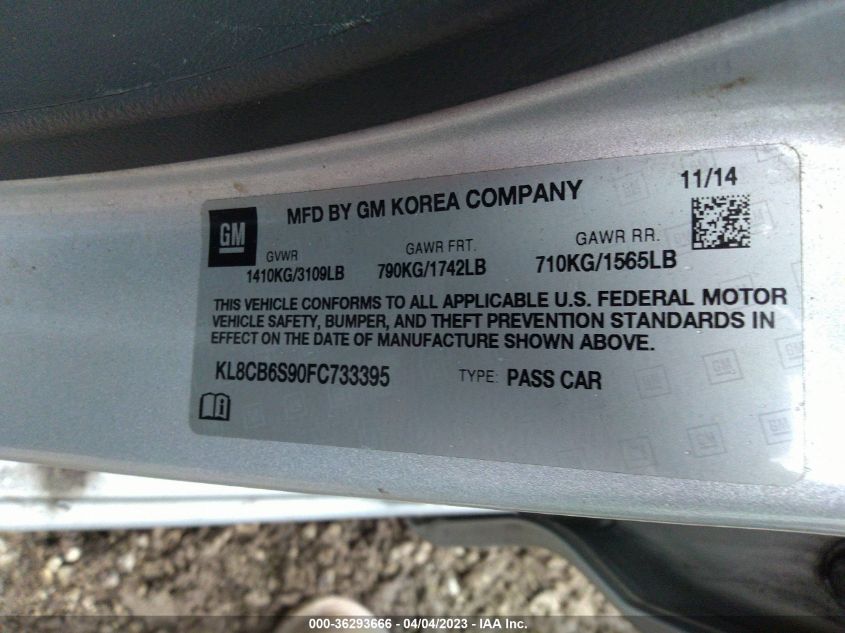 MFD BY GM KOREA COMPANY
11/14
GM
GVWR
GAWR FRT.
GAWR RR.
1410KG/3109LB
790KG/1742LB
710KG/1565LB
THIS VEHICLE CONFORMS TO ALL APPLICABLE U.S. FEDERAL MOTOR
VEHICLE SAFETY, BUMPER, AND THEFT PREVENTION STANDARDS IN
EFFECT ON THE DATE OF MANUFACTURE SHOWN ABOVE.
KL8CB6S90FC733395
TYPE: PASS CAR
000-36293666 - 04/04/2023 - IAA Inc.